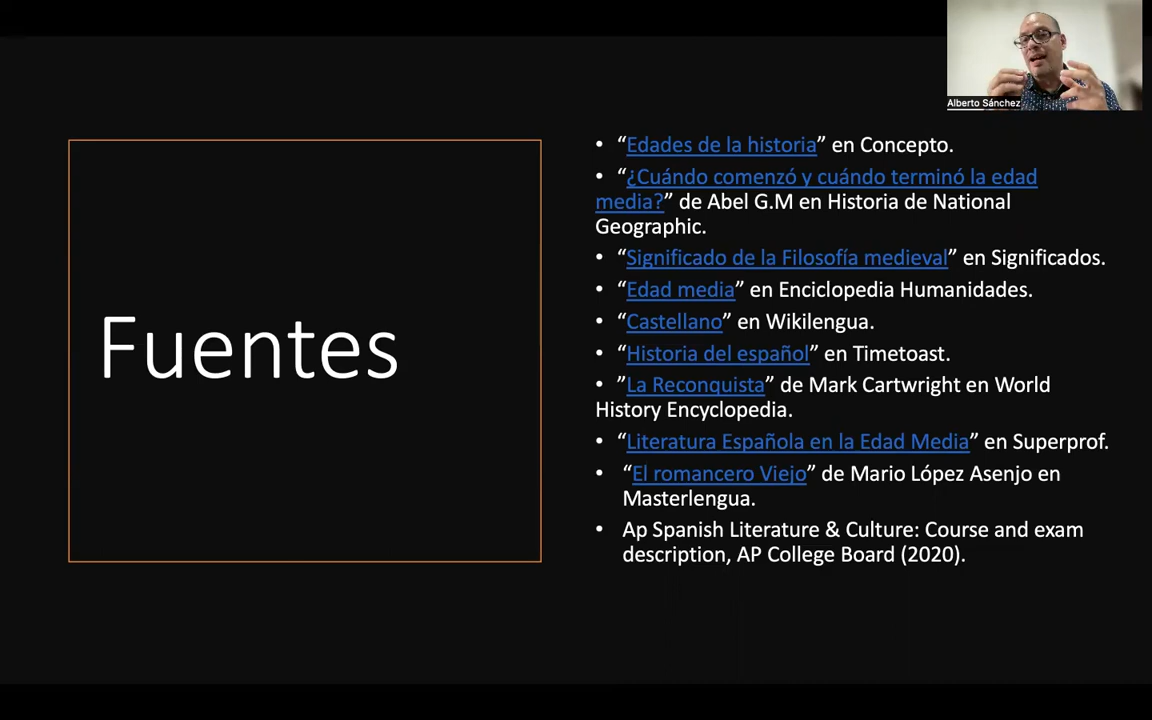 Alberto Sánchez
Fuentes
• “Edades de la historia” en Concepto.
• “¿Cuándo comenzó y cuándo terminó la edad
media?” de Abel G.M en Historia de National
Geographic.
• “Significado de la Filosofía medieval” en Significados.
• “Edad media” en Enciclopedia Humanidades.
• “Castellano” en Wikilengua.
• “Historia del español” en Timetoast.
• ”La Reconquista” de Mark Cartwright en World
History Encyclopedia.
• “Literatura Española en la Edad Media” en Superprof.
• “El romancero Viejo” de Mario López Asenjo en
Masterlengua.
• Ap Spanish Literature & Culture: Course and exam
description, AP College Board (2020).